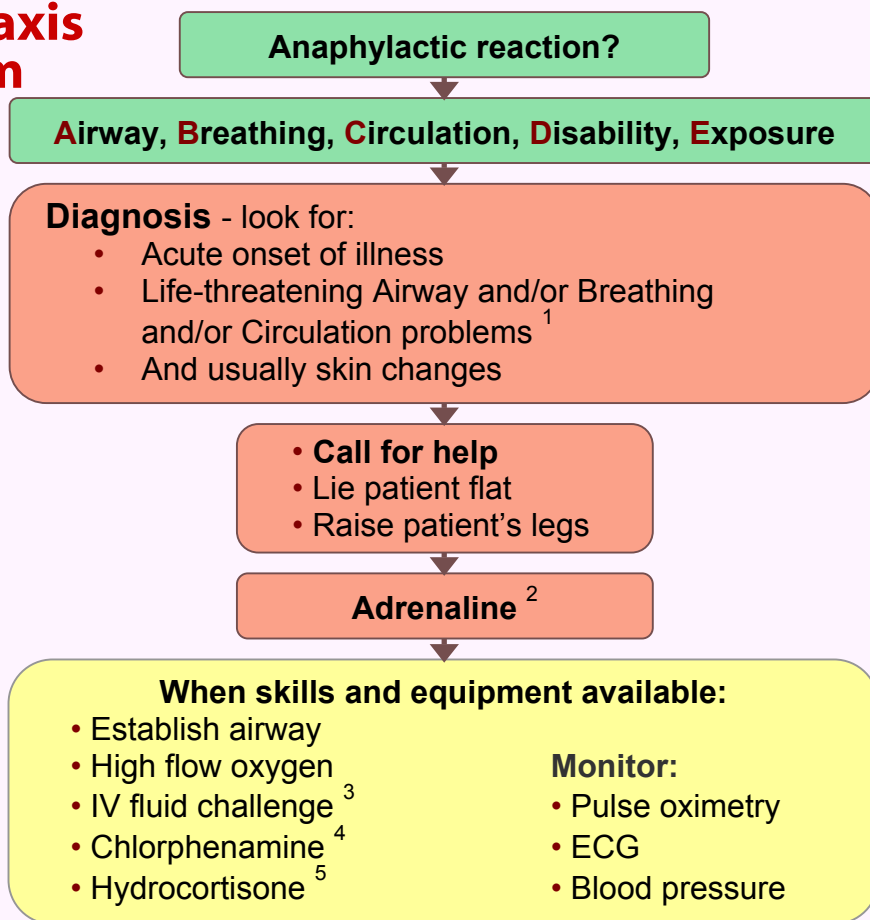 axis
m
Anaphylactic reaction?
Airway, Breathing, Circulation, Disability, Exposure
Diagnosis - look for:
• Acute onset of illness
• Life-threatening Airway and/or Breathing
and/or Circulation problems 1
• And usually skin changes
• Call for help
• Lie patient flat
• Raise patient's legs
Adrenaline 2
When skills and equipment available:
• Establish airway
• High flow oxygen
• IV fluid challenge 3
• Chlorphenamine 4
• Hydrocortisone 5
Monitor:
• Pulse oximetry
• ECG
• Blood pressure